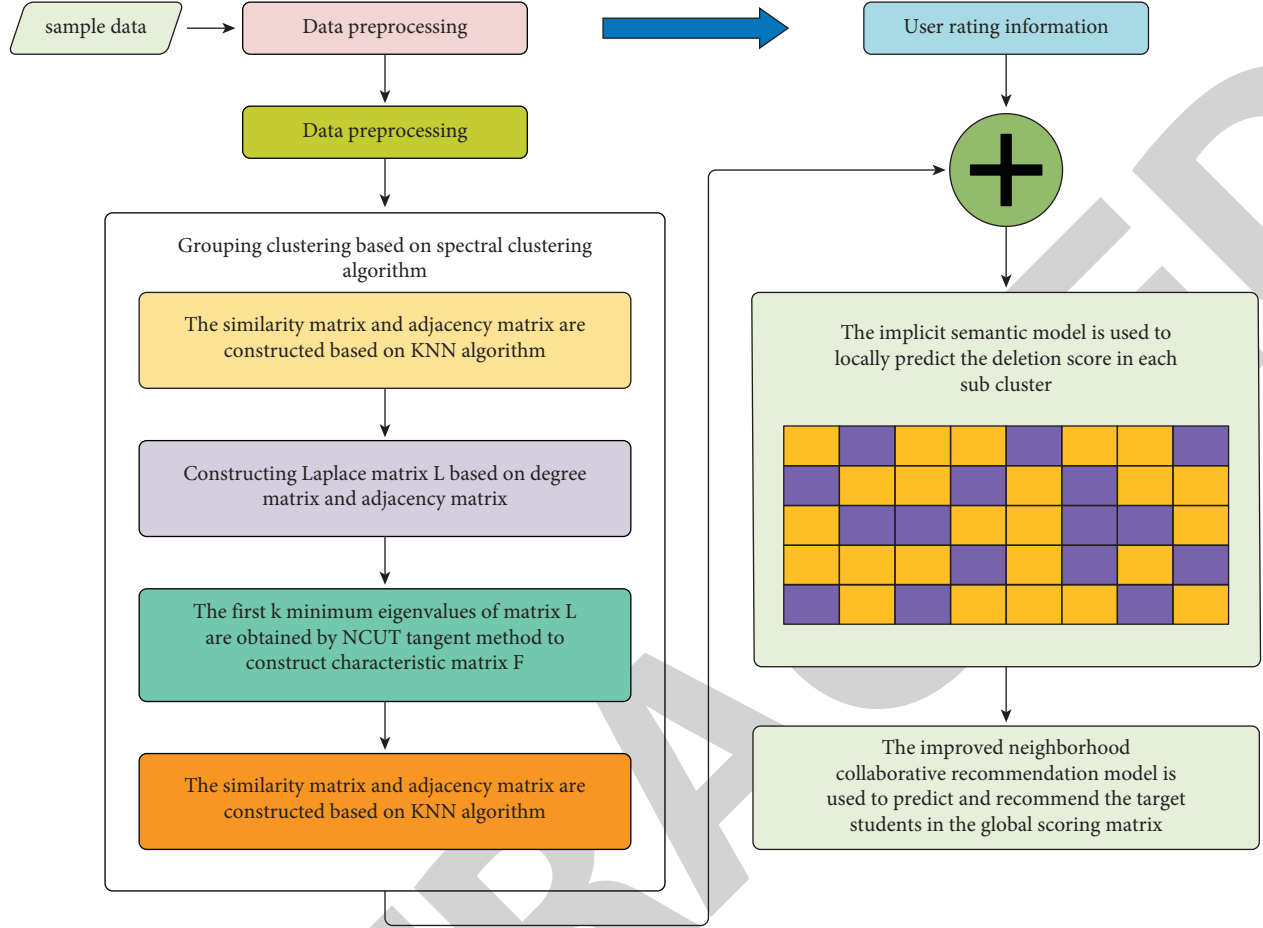 sample data
Data preprocessing
User rating information
Data preprocessing
Grouping clustering based on spectral clustering
algorithm
The similarity matrix and adjacency matrix are
constructed based on KNN algorithm
Constructing Laplace matrix L based on degree
matrix and adjacency matrix
The first k minimum eigenvalues of matrix L
are obtained by NCUT tangent method to
construct characteristic matrix F
The similarity matrix and adjacency matrix are
constructed based on KNN algorithm
The implicit semantic model is used to
locally predict the deletion score in each
sub cluster
The improved neighborhood
collaborative recommendation model is
used to predict and recommend the target
students in the global scoring matrix